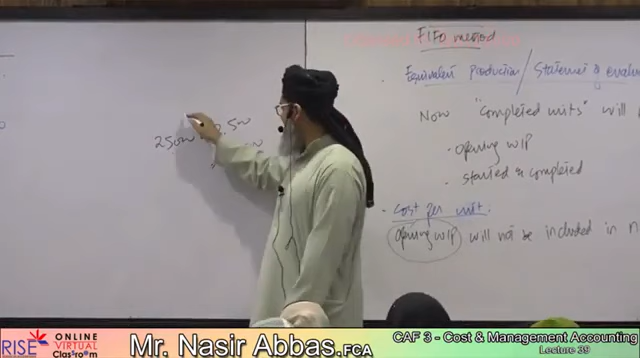 FIFO method
Equivalent Production / Statement of evalua
Now "Completed units" will
• opening WIP
• started & completed
• Cost per unit:
opening WIP will not be included in
25000
RISE ONLINE VIRTUAL Classroom
Mr. Nasir Abbas.FCA
CAF 3 - Cost & Management Accounting
Lecture 39